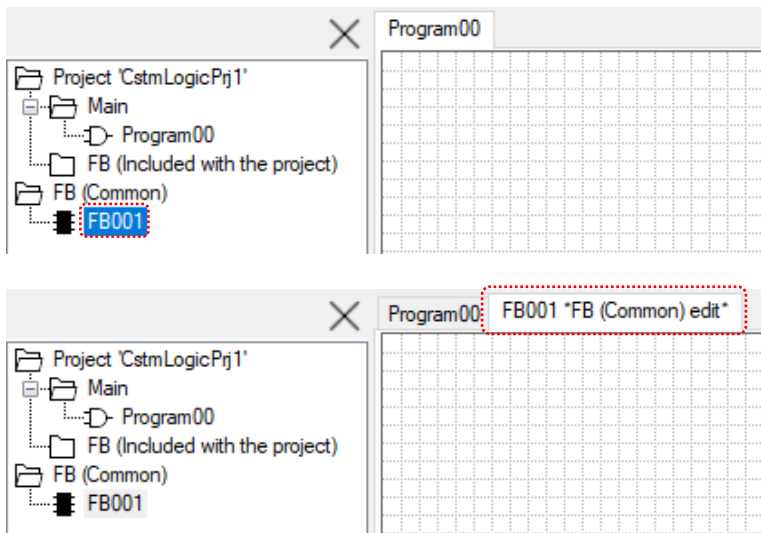 Program00
Project 'CstmLogicPrj1'
Main
Program00
FB (Included with the project)
FB (Common)
FB001
Program00
FB001 *FB (Common) edit*
Project 'CstmLogicPrj1'
Main
Program00
FB (Included with the project)
FB (Common)
FB001